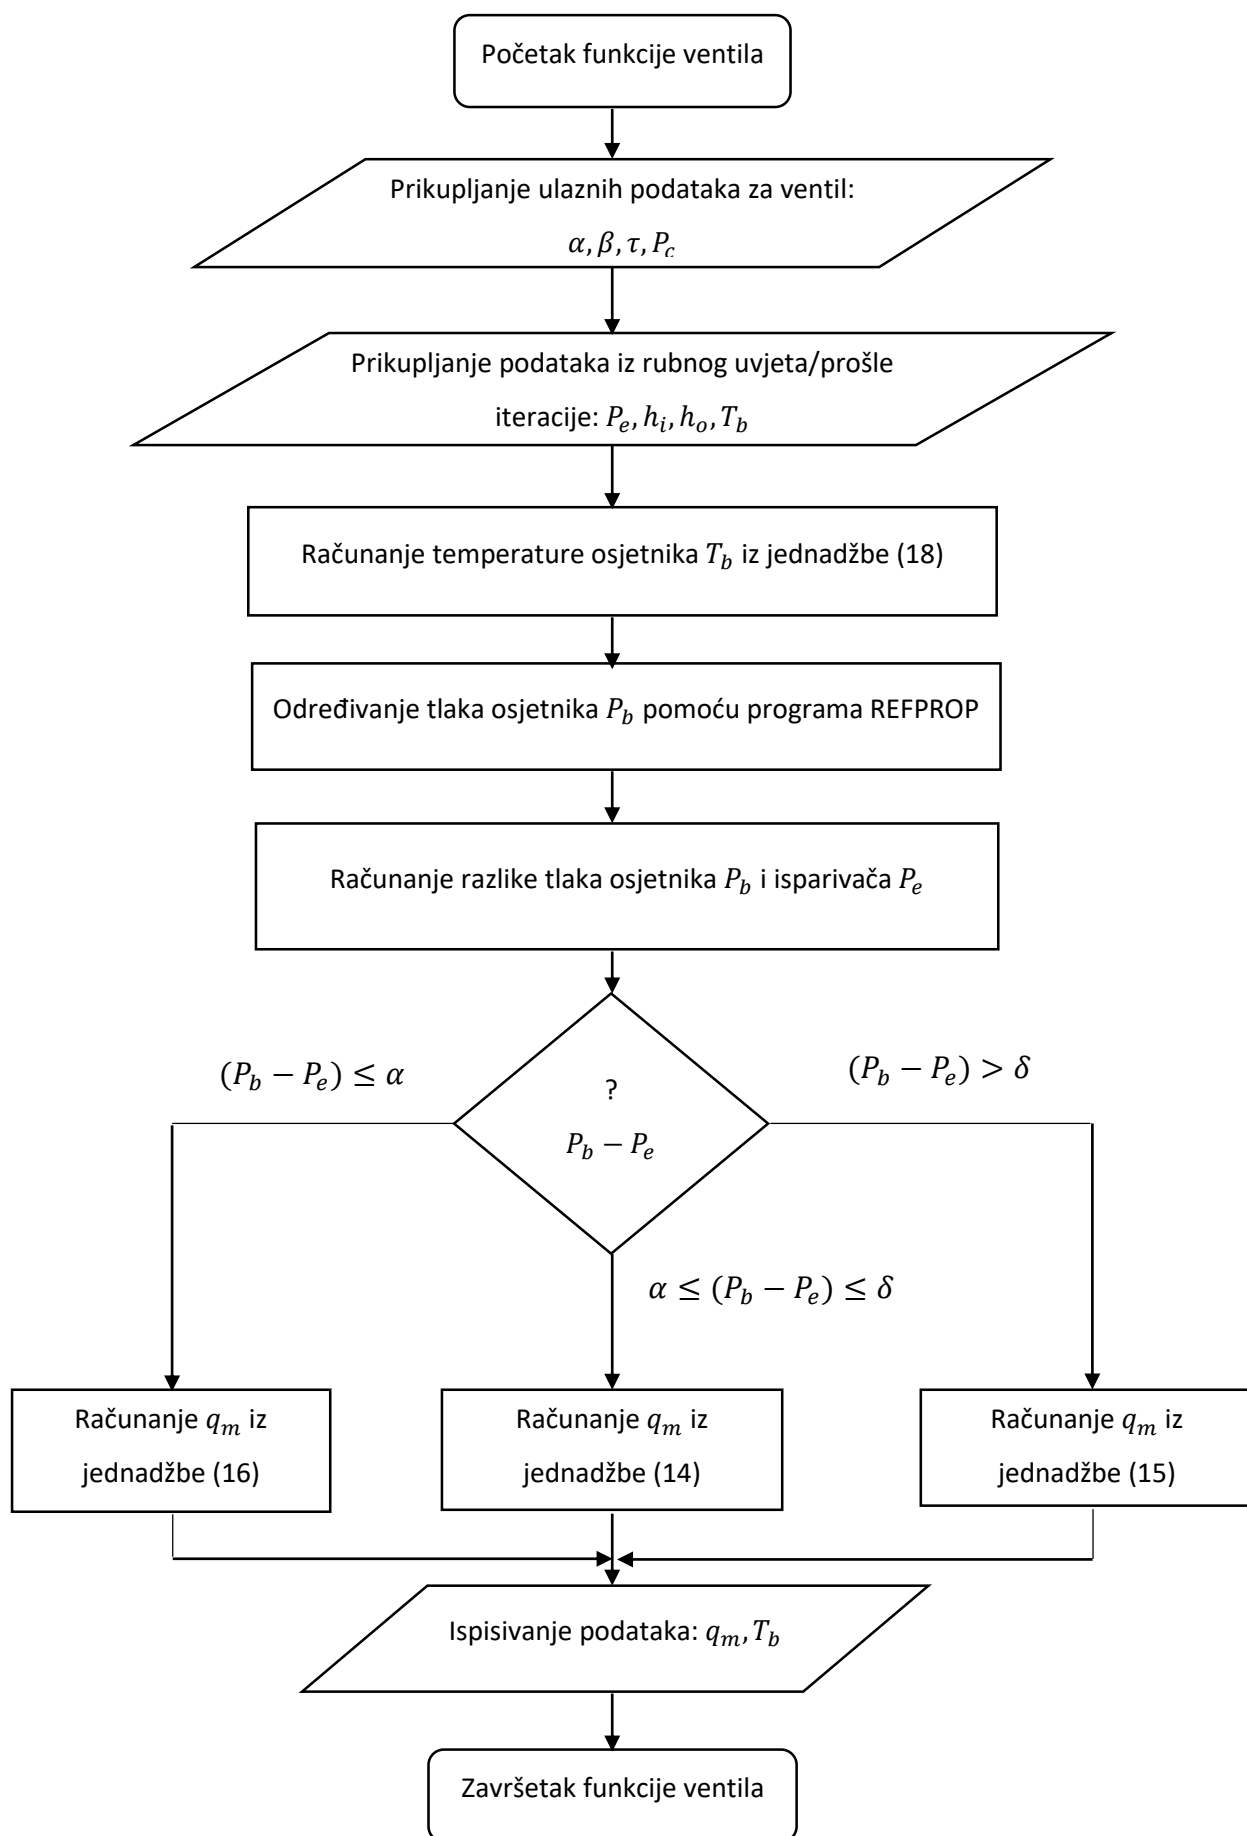 Početak funkcije ventila
Prikupljanje ulaznih podataka za ventil:
α, β, τ, P_c
Prikupljanje podataka iz rubnog uvjeta/prošle
iteracije: P_e, h_i, h_o, T_b
Računanje temperature osjetnika T_b iz jednadžbe (18)
Određivanje tlaka osjetnika P_b pomoću programa REFPROP
Računanje razlike tlaka osjetnika P_b i isparivača P_e
(P_b − P_e) ≤ α
?
P_b − P_e
(P_b − P_e) > δ
α ≤ (P_b − P_e) ≤ δ
Računanje q_m iz
jednadžbe (16)
Računanje q_m iz
jednadžbe (14)
Računanje q_m iz
jednadžbe (15)
Ispisivanje podataka: q_m, T_b
Završetak funkcije ventila